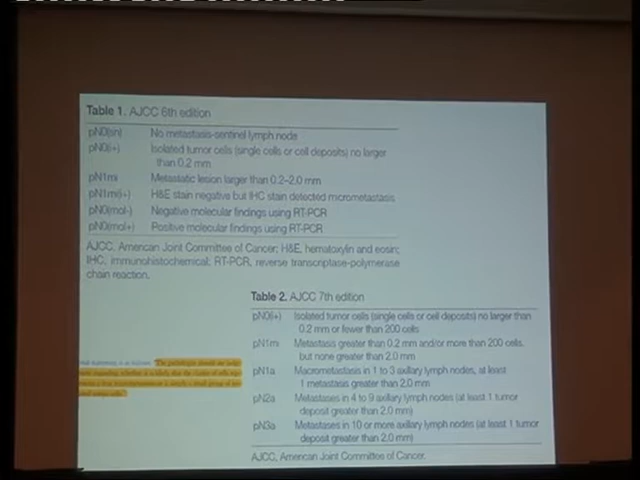 Table 1. AJCC 6th edition
pN0(sn) No metastasis-sentinel lymph node
pN0(i+) Isolated tumor cells (single cells or cell deposits) no larger
than 0.2 mm
pN1mi Metastatic lesion larger than 0.2–2.0 mm
pN1mi(i+) H&E stain negative but IHC stain detected micrometastasis
pN0(mol-) Negative molecular findings using RT-PCR
pN0(mol+) Positive molecular findings using RT-PCR
AJCC, American Joint Committee of Cancer; H&E, hematoxylin and eosin;
IHC, immunohistochemical; RT-PCR, reverse transcriptase-polymerase
chain reaction.
Table 2. AJCC 7th edition
pN0(i+) Isolated tumor cells (single cells or cell deposits) no larger than
0.2 mm or fewer than 200 cells
pN1mi Metastasis greater than 0.2 mm and/or more than 200 cells,
but none greater than 2.0 mm
pN1a Macrometastasis in 1 to 3 axillary lymph nodes, at least
1 metastasis greater than 2.0 mm)
pN2a Metastases in 4 to 9 axillary lymph nodes (at least 1 tumor
deposit greater than 2.0 mm)
pN3a Metastases in 10 or more axillary lymph nodes (at least 1 tumor
deposit greater than 2.0 mm)
AJCC, American Joint Committee of Cancer.
The pathologist should use judg-